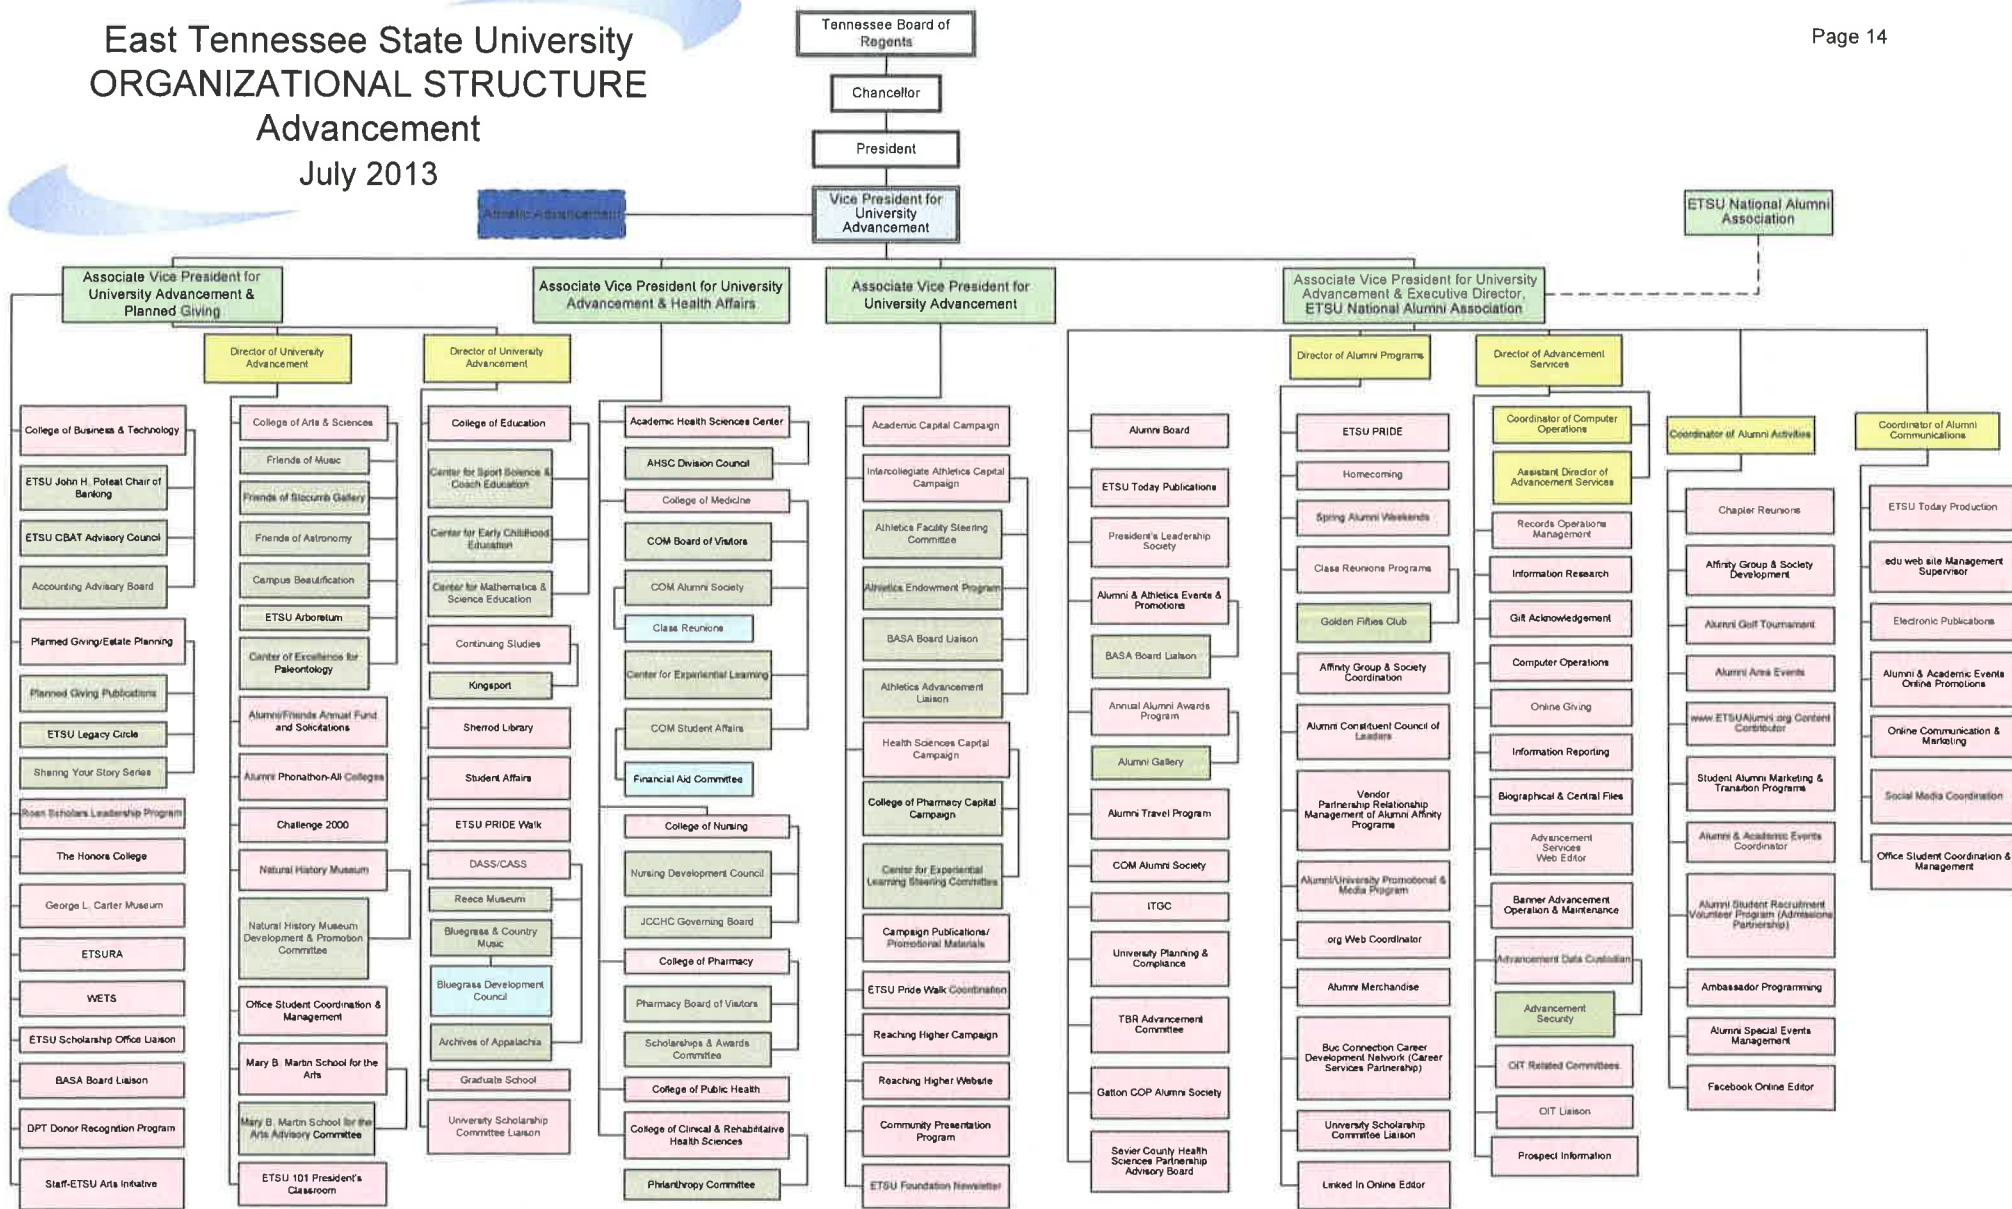 East Tennessee State University
ORGANIZATIONAL STRUCTURE
Advancement
July 2013
Page 14
Tennessee Board of
Regents
Chancellor
President
Vice President for
University
Advancement
Athletic Advancement
ETSU National Alumni
Association
Associate Vice President for
University Advancement &
Planned Giving
Associate Vice President for University
Advancement & Health Affairs
Associate Vice President for
University Advancement
Associate Vice President for University
Advancement & Executive Director,
ETSU National Alumni Association
Director of University
Advancement
Director of University
Advancement
Director of Alumni Programs
Director of Advancement
Services
College of Business & Technology
ETSU John H. Poteat Chair of
Banking
ETSU CBAT Advisory Council
Accounting Advisory Board
Planned Giving/Estate Planning
Planned Giving Publications
ETSU Legacy Circle
Sharing Your Story Series
Roan Scholars Leadership Program
The Honors College
George L. Carter Museum
ETSURA
WETS
ETSU Scholarship Office Liaison
BASA Board Liaison
DPT Donor Recognition Program
Staff-ETSU Arts Initiative
College of Arts & Sciences
Friends of Music
Friends of Slocumb Gallery
Friends of Astronomy
Campus Beautification
ETSU Arboretum
Center of Excellence for
Paleontology
Alumni/Friends Annual Fund
and Solicitations
Alumni Phonathon-All Colleges
Challenge 2000
Natural History Museum
Natural History Museum
Development & Promotion
Committee
Office Student Coordination &
Management
Mary B. Martin School for the
Arts
Mary B. Martin School for the
Arts Advisory Committee
ETSU 101 President's
Classroom
College of Education
Center for Sport Science &
Coach Education
Center for Early Childhood
Education
Center for Mathematics &
Science Education
Continuing Studies
Kingsport
Sherrod Library
Student Affairs
ETSU PRIDE Walk
DASS/CASS
Reece Museum
Bluegrass & Country
Music
Bluegrass Development
Council
Archives of Appalachia
Graduate School
University Scholarship
Committee Liaison
Academic Health Sciences Center
AHSC Division Council
College of Medicine
COM Board of Visitors
COM Alumni Society
Class Reunions
Center for Experiential Learning
COM Student Affairs
Financial Aid Committee
College of Nursing
Nursing Development Council
JCCHC Governing Board
College of Pharmacy
Pharmacy Board of Visitors
Scholarships & Awards
Committee
College of Public Health
College of Clinical & Rehabilitative
Health Sciences
Philanthropy Committee
Academic Capital Campaign
Intercollegiate Athletics Capital
Campaign
Athletics Facility Steering
Committee
Athletics Endowment Program
BASA Board Liaison
Athletics Advancement
Liaison
Health Sciences Capital
Campaign
College of Pharmacy Capital
Campaign
Center for Experiential
Learning Steering Committee
Campaign Publications/
Promotional Materials
ETSU Pride Walk Coordination
Reaching Higher Campaign
Reaching Higher Website
Community Presentation
Program
ETSU Foundation Newsletter
Alumni Board
ETSU Today Publications
President's Leadership
Society
Alumni & Athletics Events &
Promotions
BASA Board Liaison
Annual Alumni Awards
Program
Alumni Gallery
Alumni Travel Program
COM Alumni Society
ITGC
University Planning &
Compliance
TBR Advancement
Committee
Gatton COP Alumni Society
Sevier County Health
Sciences Partnership
Advisory Board
ETSU PRIDE
Homecoming
Spring Alumni Weekends
Class Reunions Programs
Golden Fifties Club
Affinity Group & Society
Coordination
Alumni Constituent Council of
Leaders
Vendor
Partnership Relationship
Management of Alumni Affinity
Programs
Alumni/University Promotional &
Media Program
.org Web Coordinator
Alumni Merchandise
Buc Connection Career
Development Network (Career
Services Partnership)
University Scholarship
Committee Liaison
Linked In Online Editor
Coordinator of Computer
Operations
Assistant Director of
Advancement Services
Records Operations
Management
Information Research
Gift Acknowledgement
Computer Operations
Online Giving
Information Reporting
Biographical & Central Files
Advancement
Services
Web Editor
Banner Advancement
Operation & Maintenance
Advancement Data Custodian
Advancement
Security
OIT Related Committees
OIT Liaison
Prospect Information
Coordinator of Alumni Activities
Chapter Reunions
Affinity Group & Society
Development
Alumni Golf Tournament
Alumni Area Events
www.ETSUAlumni.org Content
Contributor
Student Alumni Marketing &
Transition Programs
Alumni & Academic Events
Coordinator
Alumni Student Recruitment
Volunteer Program (Admissions
Partnership)
Ambassador Programming
Alumni Special Events
Management
Facebook Online Editor
Coordinator of Alumni
Communications
ETSU Today Production
edu web site Management
Supervisor
Electronic Publications
Alumni & Academic Events
Online Promotions
Online Communication &
Marketing
Social Media Coordination
Office Student Coordination &
Management